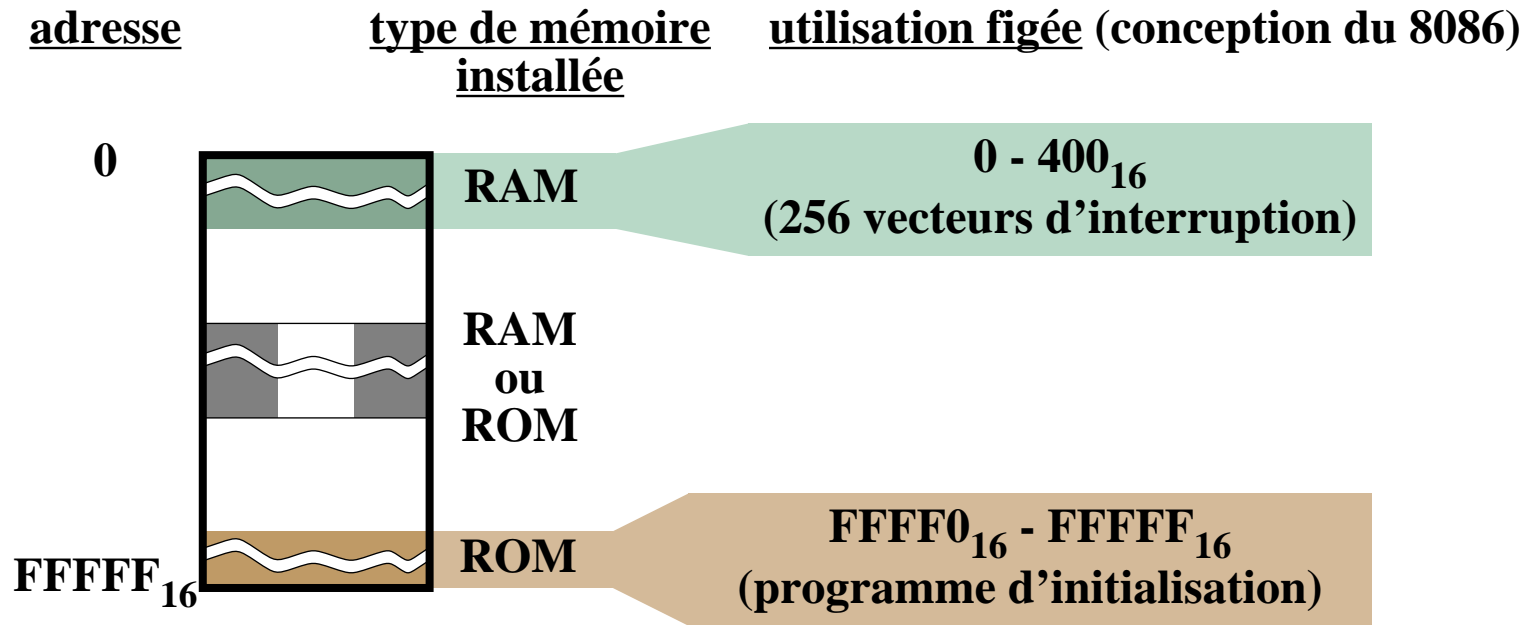 adresse
type de mémoire
installée
utilisation figée (conception du 8086)
0
RAM
0 - 400₁₆
(256 vecteurs d’interruption)
RAM
ou
ROM
FFFFF₁₆
ROM
FFFF0₁₆ - FFFFF₁₆
(programme d’initialisation)